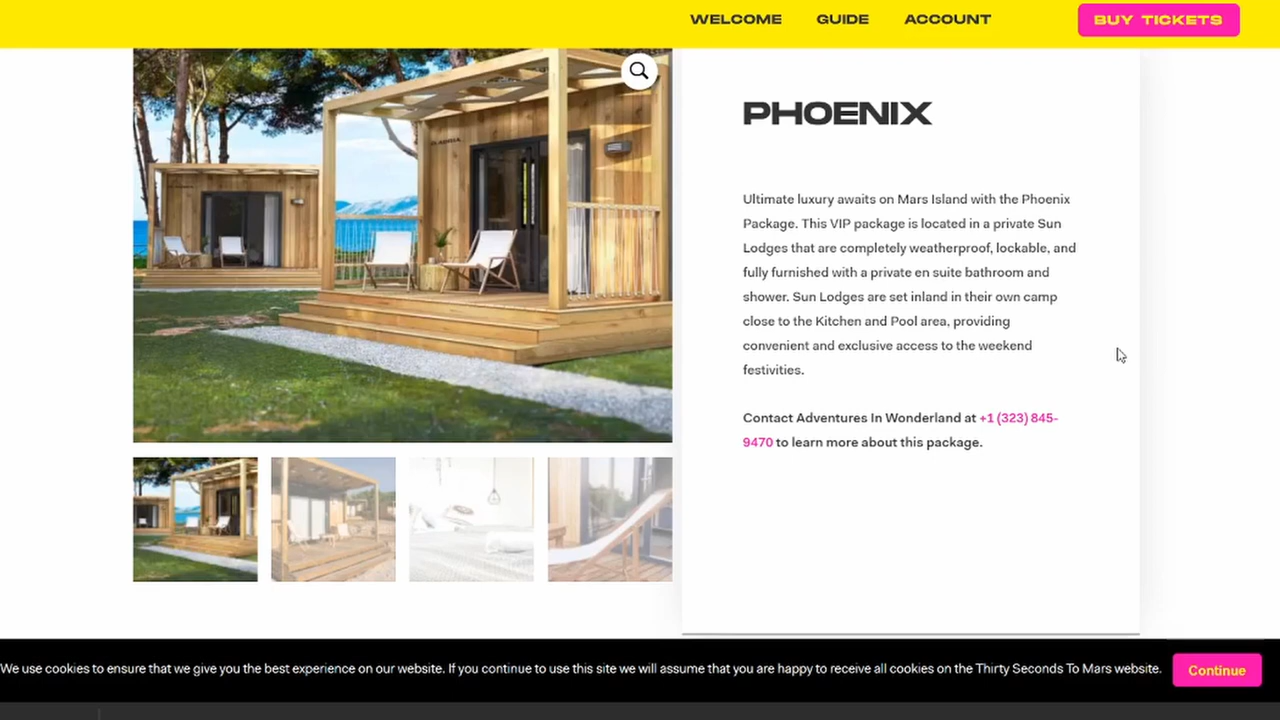 WELCOME GUIDE ACCOUNT BUY TICKETS
PHOENIX
Ultimate luxury awaits on Mars Island with the Phoenix
Package. This VIP package is located in a private Sun
Lodges that are completely weatherproof, lockable, and
fully furnished with a private en suite bathroom and
shower. Sun Lodges are set inland in their own camp
close to the Kitchen and Pool area, providing
convenient and exclusive access to the weekend
festivities.
Contact Adventures In Wonderland at +1 (323) 845-
9470 to learn more about this package.
We use cookies to ensure that we give you the best experience on our website. If you continue to use this site we will assume that you are happy to receive all cookies on the Thirty Seconds To Mars website. Continue